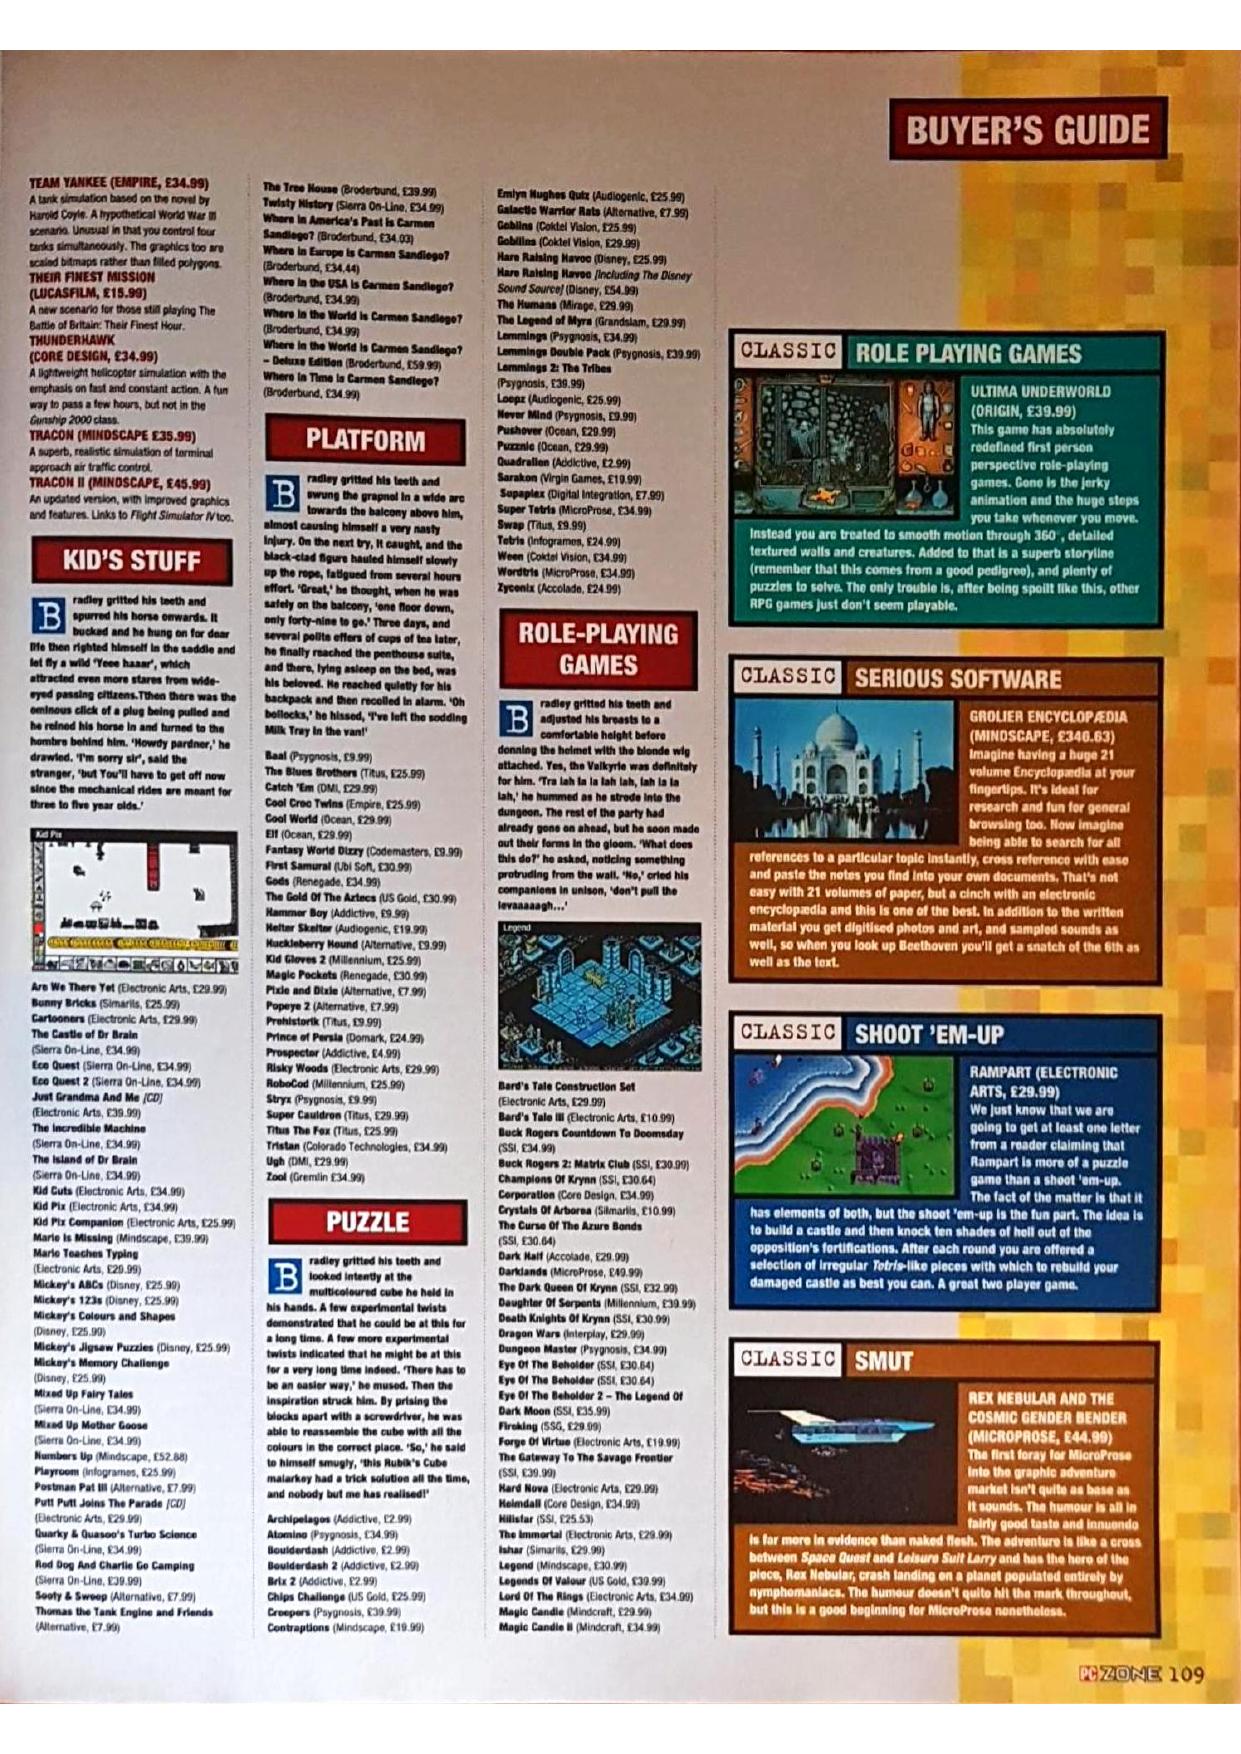 BUYER'S GUIDE
TEAM YANKEE (EMPIRE, £34.99)
A tank simulation based on the novel by
Harold Coyle. A hypothetical World War III
scenario. Unusual in that you control four
tanks simultaneously. The graphics too are
scaled bitmaps rather than filled polygons.
THEIR FINEST MISSION
(LUCASFILM, £15.99)
A new scenario for those still playing The
Battle of Britain: Their Finest Hour.
THUNDERHAWK
(CORE DESIGN, £34.99)
A lightweight helicopter simulation with the
emphasis on fast and constant action. A fun
way to pass a few hours, but not in the
Gunship 2000 class.
TRACON (MINDSCAPE £35.99)
A superb, realistic simulation of terminal
approach air traffic control.
TRACON II (MINDSCAPE, £45.99)
An updated version, with improved graphics
and features. Links to Flight Simulator IV too.
KID'S STUFF
Bradley gritted his teeth and
spurred his horse onwards. It
bucked and he hung on for dear
life then righted himself in the saddle and
let fly a wild 'Yeee haaar', which
attracted even more stares from wide-
eyed passing citizens.Tthen there was the
ominous click of a plug being pulled and
he reined his horse in and turned to the
hombre behind him. 'Howdy pardner,' he
drawled. 'I'm sorry sir', said the
stranger, 'but You'll have to get off now
since the mechanical rides are meant for
three to five year olds.'
Kid Pix
Are We There Yet (Electronic Arts, £29.99)
Bunny Bricks (Simarils, £25.99)
Cartooners (Electronic Arts, £29.99)
The Castle of Dr Brain
(Sierra On-Line, £34.99)
Eco Quest (Sierra On-Line, £34.99)
Eco Quest 2 (Sierra On-Line, £34.99)
Just Grandma And Me [CD]
(Electronic Arts, £39.99)
The Incredible Machine
(Sierra On-Line, £34.99)
The Island of Dr Brain
(Sierra On-Line, £34.99)
Kid Cuts (Electronic Arts, £34.99)
Kid Pix (Electronic Arts, £34.99)
Kid Pix Companion (Electronic Arts, £25.99)
Mario Is Missing (Mindscape, £39.99)
Mario Teaches Typing
(Electronic Arts, £29.99)
Mickey's ABCs (Disney, £25.99)
Mickey's 123s (Disney, £25.99)
Mickey's Colours and Shapes
(Disney, £25.99)
Mickey's Jigsaw Puzzles (Disney, £25.99)
Mickey's Memory Challenge
(Disney, £25.99)
Mixed Up Fairy Tales
(Sierra On-Line, £34.99)
Mixed Up Mother Goose
(Sierra On-Line, £34.99)
Numbers Up (Mindscape, £52.88)
Playroom (Infogrames, £25.99)
Postman Pat III (Alternative, £7.99)
Putt Putt Joins The Parade [CD]
(Electronic Arts, £29.99)
Quarky & Quasoo's Turbo Science
(Sierra On-Line, £34.99)
Red Dog And Charlie Go Camping
(Sierra On-Line, £39.99)
Sooty & Sweep (Alternative, £7.99)
Thomas the Tank Engine and Friends
(Alternative, £7.99)
The Tree House (Broderbund, £39.99)
Twisty History (Sierra On-Line, £34.99)
Where in America's Past is Carmen
Sandiego? (Broderbund, £34.03)
Where in Europe is Carmen Sandiego?
(Broderbund, £34.44)
Where in the USA is Carmen Sandiego?
(Broderbund, £34.99)
Where in the World is Carmen Sandiego?
(Broderbund, £34.99)
Where in the World is Carmen Sandiego?
– Deluxe Edition (Broderbund, £59.99)
Where in Time is Carmen Sandiego?
(Broderbund, £34.99)
PLATFORM
Bradley gritted his teeth and
swung the grapnel in a wide arc
towards the balcony above him,
almost causing himself a very nasty
injury. On the next try, it caught, and the
black-clad figure hauled himself slowly
up the rope, fatigued from several hours
effort. 'Great,' he thought, when he was
safely on the balcony, 'one floor down,
only forty-nine to go.' Three days, and
several polite offers of cups of tea later,
he finally reached the penthouse suite,
and there, lying asleep on the bed, was
his beloved. He reached quietly for his
backpack and then recoiled in alarm. 'Oh
bollocks,' he hissed, 'I've left the sodding
Milk Tray in the van!'
Baal (Psygnosis, £9.99)
The Blues Brothers (Titus, £25.99)
Catch 'Em (DMI, £29.99)
Cool Croc Twins (Empire, £25.99)
Cool World (Ocean, £29.99)
Elf (Ocean, £29.99)
Fantasy World Dizzy (Codemasters, £9.99)
First Samurai (Ubi Soft, £30.99)
Gods (Renegade, £34.99)
The Gold Of The Aztecs (US Gold, £30.99)
Hammer Boy (Addictive, £9.99)
Helter Skelter (Audiogenic, £19.99)
Huckleberry Hound (Alternative, £9.99)
Kid Gloves 2 (Millennium, £25.99)
Magic Pockets (Renegade, £30.99)
Pixie and Dixie (Alternative, £7.99)
Popeye 2 (Alternative, £7.99)
Prehistorik (Titus, £9.99)
Prince of Persia (Domark, £24.99)
Prospector (Addictive, £4.99)
Risky Woods (Electronic Arts, £29.99)
RoboCod (Millennium, £25.99)
Stryx (Psygnosis, £9.99)
Super Cauldron (Titus, £29.99)
Titus The Fox (Titus, £25.99)
Tristan (Colorado Technologies, £34.99)
Ugh (DMI, £29.99)
Zool (Gremlin £34.99)
PUZZLE
Bradley gritted his teeth and
looked intently at the
multicoloured cube he held in
his hands. A few experimental twists
demonstrated that he could be at this for
a long time. A few more experimental
twists indicated that he might be at this
for a very long time indeed. 'There has to
be an easier way,' he mused. Then the
inspiration struck him. By prising the
blocks apart with a screwdriver, he was
able to reassemble the cube with all the
colours in the correct place. 'So,' he said
to himself smugly, 'this Rubik's Cube
malarkey had a trick solution all the time,
and nobody but me has realised!'
Archipelagos (Addictive, £2.99)
Atomino (Psygnosis, £34.99)
Boulderdash (Addictive, £2.99)
Boulderdash 2 (Addictive, £2.99)
Brix 2 (Addictive, £2.99)
Chips Challenge (US Gold, £25.99)
Creepers (Psygnosis, £39.99)
Contraptions (Mindscape, £19.99)
Emlyn Hughes Quiz (Audiogenic, £25.99)
Galactic Warrior Rats (Alternative, £7.99)
Goblins (Coktel Vision, £25.99)
Gobliins (Coktel Vision, £29.99)
Hare Raising Havoc (Disney, £25.99)
Hare Raising Havoc [Including The Disney
Sound Source] (Disney, £54.99)
The Humans (Mirage, £29.99)
The Legend of Myra (Grandslam, £29.99)
Lemmings (Psygnosis, £34.99)
Lemmings Double Pack (Psygnosis, £39.99)
Lemmings 2: The Tribes
(Psygnosis, £39.99)
Loopz (Audiogenic, £25.99)
Never Mind (Psygnosis, £9.99)
Pushover (Ocean, £29.99)
Puzznic (Ocean, £29.99)
Quadralien (Addictive, £2.99)
Sarakon (Virgin Games, £19.99)
Supaplex (Digital Integration, £7.99)
Super Tetris (MicroProse, £34.99)
Swap (Titus, £9.99)
Tetris (Infogrames, £24.99)
Ween (Coktel Vision, £34.99)
Wordtris (MicroProse, £34.99)
Zyconix (Accolade, £24.99)
ROLE-PLAYING
GAMES
Bradley gritted his teeth and
adjusted his breasts to a
comfortable height before
donning the helmet with the blonde wig
attached. Yes, the Valkyrie was definitely
for him. 'Tra lah la la lah lah, lah la la
lah,' he hummed as he strode into the
dungeon. The rest of the party had
already gone on ahead, but he soon made
out their forms in the gloom. 'What does
this do?' he asked, noticing something
protruding from the wall. 'No,' cried his
companions in unison, 'don't pull the
levaaaaagh...'
Legend
Bard's Tale Construction Set
(Electronic Arts, £29.99)
Bard's Tale III (Electronic Arts, £10.99)
Buck Rogers Countdown To Doomsday
(SSI, £34.99)
Buck Rogers 2: Matrix Club (SSI, £30.99)
Champions Of Krynn (SSI, £30.64)
Corporation (Core Design, £34.99)
Crystals Of Arborea (Silmarils, £10.99)
The Curse Of The Azure Bonds
(SSI, £30.64)
Dark Half (Accolade, £29.99)
Darklands (MicroProse, £49.99)
The Dark Queen Of Krynn (SSI, £32.99)
Daughter Of Serpents (Millennium, £39.99)
Death Knights Of Krynn (SSI, £30.99)
Dragon Wars (Interplay, £29.99)
Dungeon Master (Psygnosis, £34.99)
Eye Of The Beholder (SSI, £30.64)
Eye Of The Beholder (SSI, £30.64)
Eye Of The Beholder 2 – The Legend Of
Dark Moon (SSI, £35.99)
Fireking (SSG, £29.99)
Forge Of Virtue (Electronic Arts, £19.99)
The Gateway To The Savage Frontier
(SSI, £39.99)
Hard Nova (Electronic Arts, £29.99)
Heimdall (Core Design, £34.99)
Hillsfar (SSI, £25.53)
The Immortal (Electronic Arts, £29.99)
Ishar (Simarils, £29.99)
Legend (Mindscape, £30.99)
Legends Of Valour (US Gold, £39.99)
Lord Of The Rings (Electronic Arts, £34.99)
Magic Candle (Mindcraft, £29.99)
Magic Candle II (Mindcraft, £34.99)
CLASSIC ROLE PLAYING GAMES
ULTIMA UNDERWORLD
(ORIGIN, £39.99)
This game has absolutely
redefined first person
perspective role-playing
games. Gone is the jerky
animation and the huge steps
you take whenever you move.
Instead you are treated to smooth motion through 360°, detailed
textured walls and creatures. Added to that is a superb storyline
(remember that this comes from a good pedigree), and plenty of
puzzles to solve. The only trouble is, after being spoilt like this, other
RPG games just don't seem playable.
CLASSIC SERIOUS SOFTWARE
GROLIER ENCYCLOPÆDIA
(MINDSCAPE, £346.63)
Imagine having a huge 21
volume Encyclopædia at your
fingertips. It's ideal for
research and fun for general
browsing too. Now imagine
being able to search for all
references to a particular topic instantly, cross reference with ease
and paste the notes you find into your own documents. That's not
easy with 21 volumes of paper, but a cinch with an electronic
encyclopædia and this is one of the best. In addition to the written
material you get digitised photos and art, and sampled sounds as
well, so when you look up Beethoven you'll get a snatch of the 6th as
well as the text.
CLASSIC SHOOT 'EM-UP
RAMPART (ELECTRONIC
ARTS, £29.99)
We just know that we are
going to get at least one letter
from a reader claiming that
Rampart is more of a puzzle
game than a shoot 'em-up.
The fact of the matter is that it
has elements of both, but the shoot 'em-up is the fun part. The idea is
to build a castle and then knock ten shades of hell out of the
opposition's fortifications. After each round you are offered a
selection of irregular Tetris-like pieces with which to rebuild your
damaged castle as best you can. A great two player game.
CLASSIC SMUT
REX NEBULAR AND THE
COSMIC GENDER BENDER
(MICROPROSE, £44.99)
The first foray for MicroProse
into the graphic adventure
market isn't quite as base as
it sounds. The humour is all in
fairly good taste and innuendo
is far more in evidence than naked flesh. The adventure is like a cross
between Space Quest and Leisure Suit Larry and has the hero of the
piece, Rex Nebular, crash landing on a planet populated entirely by
nymphomaniacs. The humour doesn't quite hit the mark throughout,
but this is a good beginning for MicroProse nonetheless.
PC ZONE 109